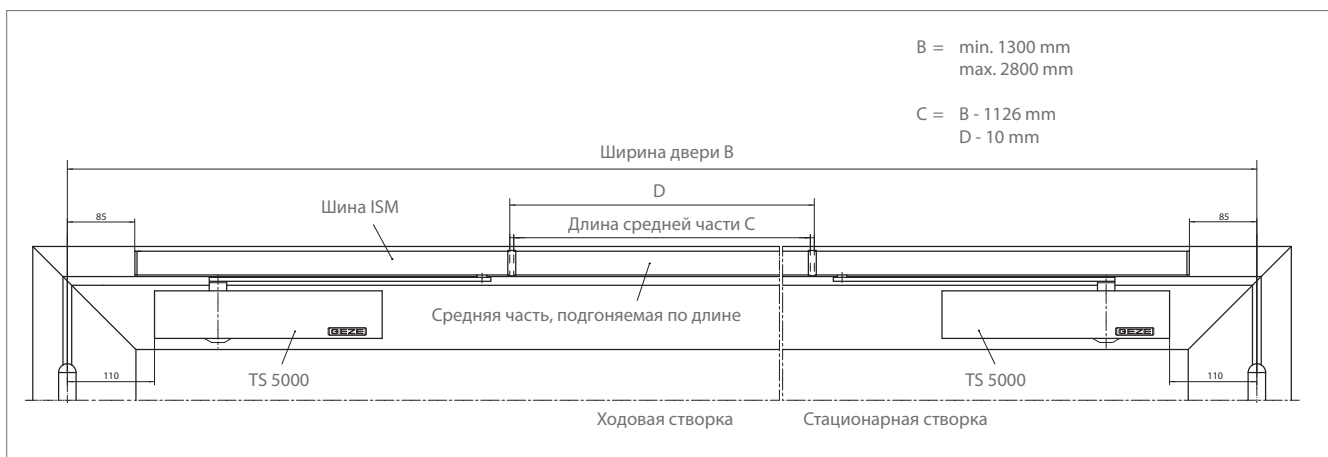 B = min. 1300 mm
max. 2800 mm
C = B - 1126 mm
D - 10 mm
Ширина двери B
D
85
Шина ISM
Длина средней части C
85
Средняя часть, подгоняемая по длине
GEZE
GEZE
110
TS 5000
TS 5000
110
Ходовая створка
Стационарная створка